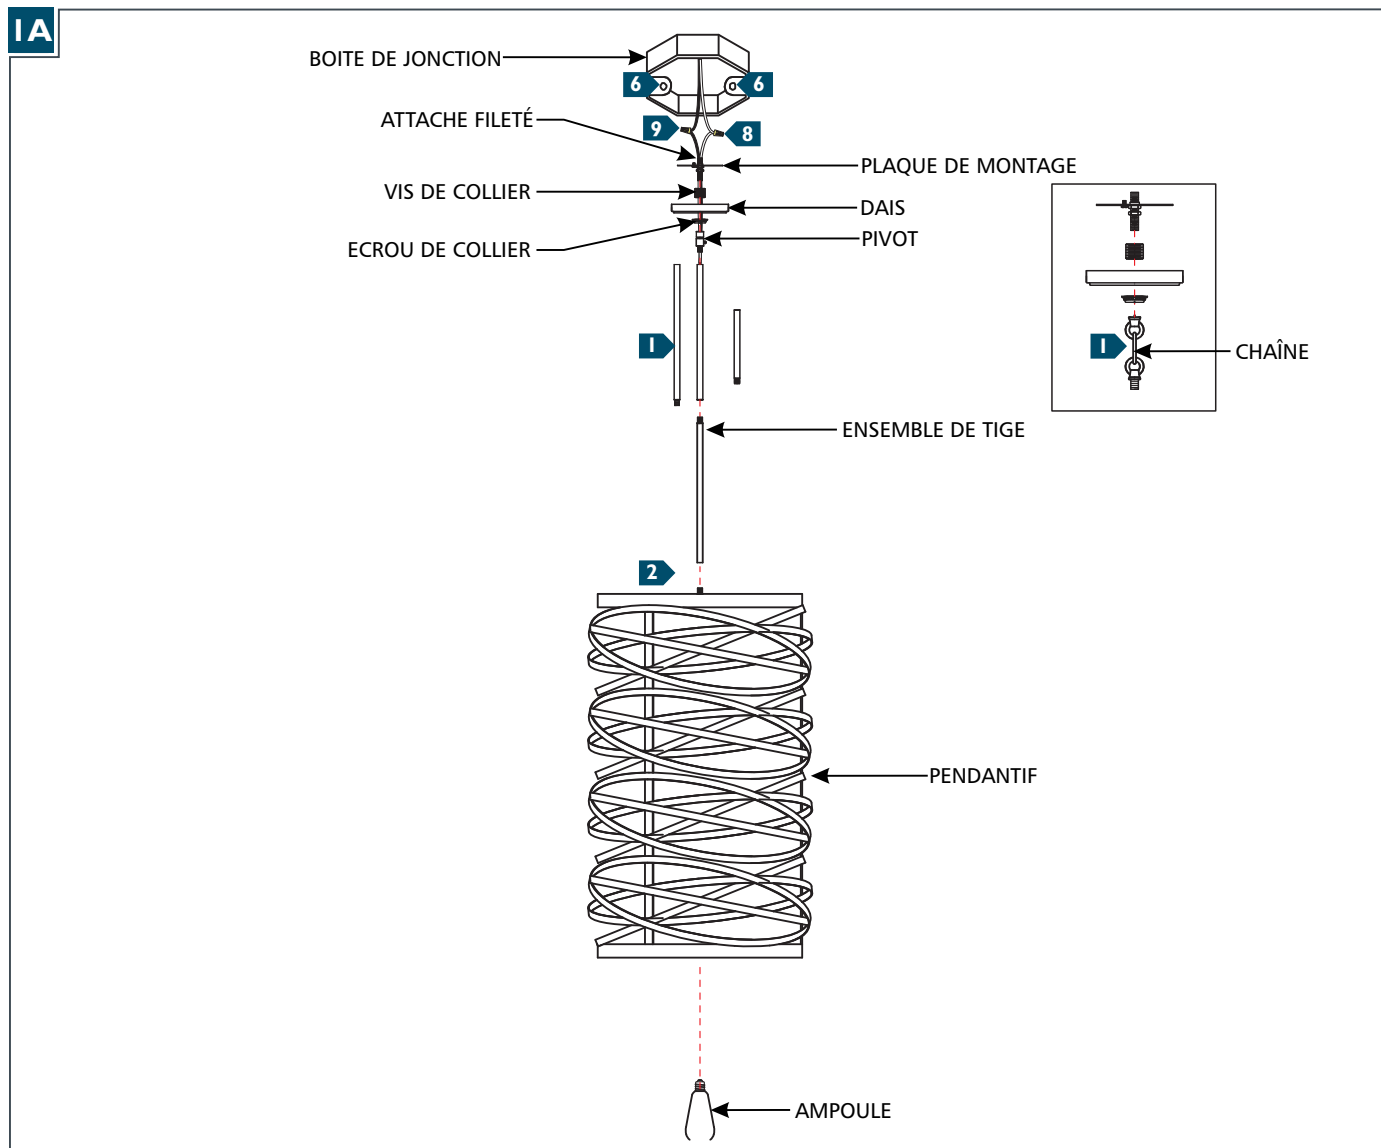 1A
BOITE DE JONCTION
6
6
ATTACHE FILETÉ
9
8
PLAQUE DE MONTAGE
VIS DE COLLIER
DAIS
ECROU DE COLLIER
PIVOT
1
1
CHAÎNE
ENSEMBLE DE TIGE
2
PENDANTIF
AMPOULE